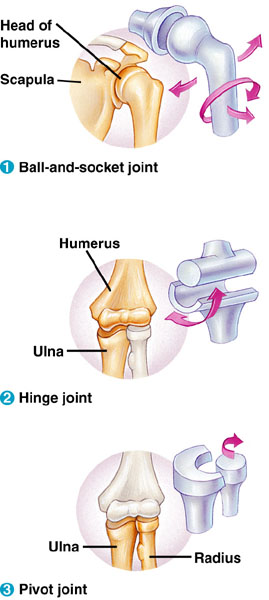 Head of
humerus
Scapula
1 Ball-and-socket joint
Humerus
Ulna
2 Hinge joint
Ulna
Radius
3 Pivot joint